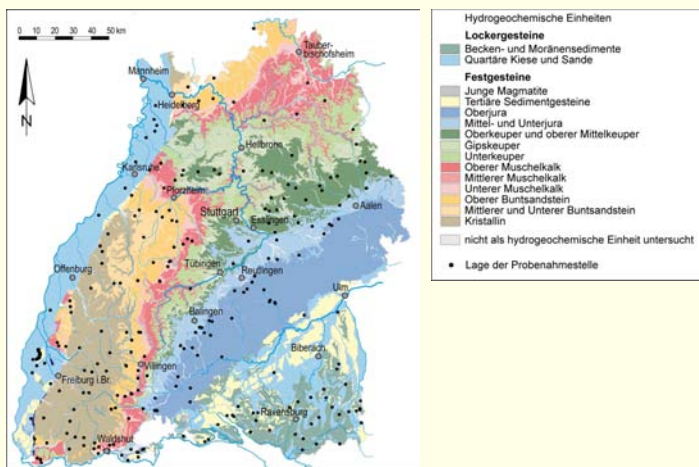 0 10 20 30 40 50 km
N
Tauber-
bischofsheim
Mannheim
Heidelberg
Heilbronn
Karlsruhe
Pforzheim
Stuttgart
Esslingen
Aalen
Offenburg
Tübingen
Reutlingen
Ulm
Balingen
Biberach
Villingen
Freiburg i.Br.
Ravensburg
Waldshut
Hydrogeochemische Einheiten
Lockergesteine
Becken- und Moränensedimente
Quartäre Kiese und Sande
Festgesteine
Junge Magmatite
Tertiäre Sedimentgesteine
Oberjura
Mittel- und Unterjura
Oberkeuper und oberer Mittelkeuper
Gipskeuper
Unterkeuper
Oberer Muschelkalk
Mittlerer Muschelkalk
Unterer Muschelkalk
Oberer Buntsandstein
Mittlerer und Unterer Buntsandstein
Kristallin
nicht als hydrogeochemische Einheit untersucht
Lage der Probenahmestelle